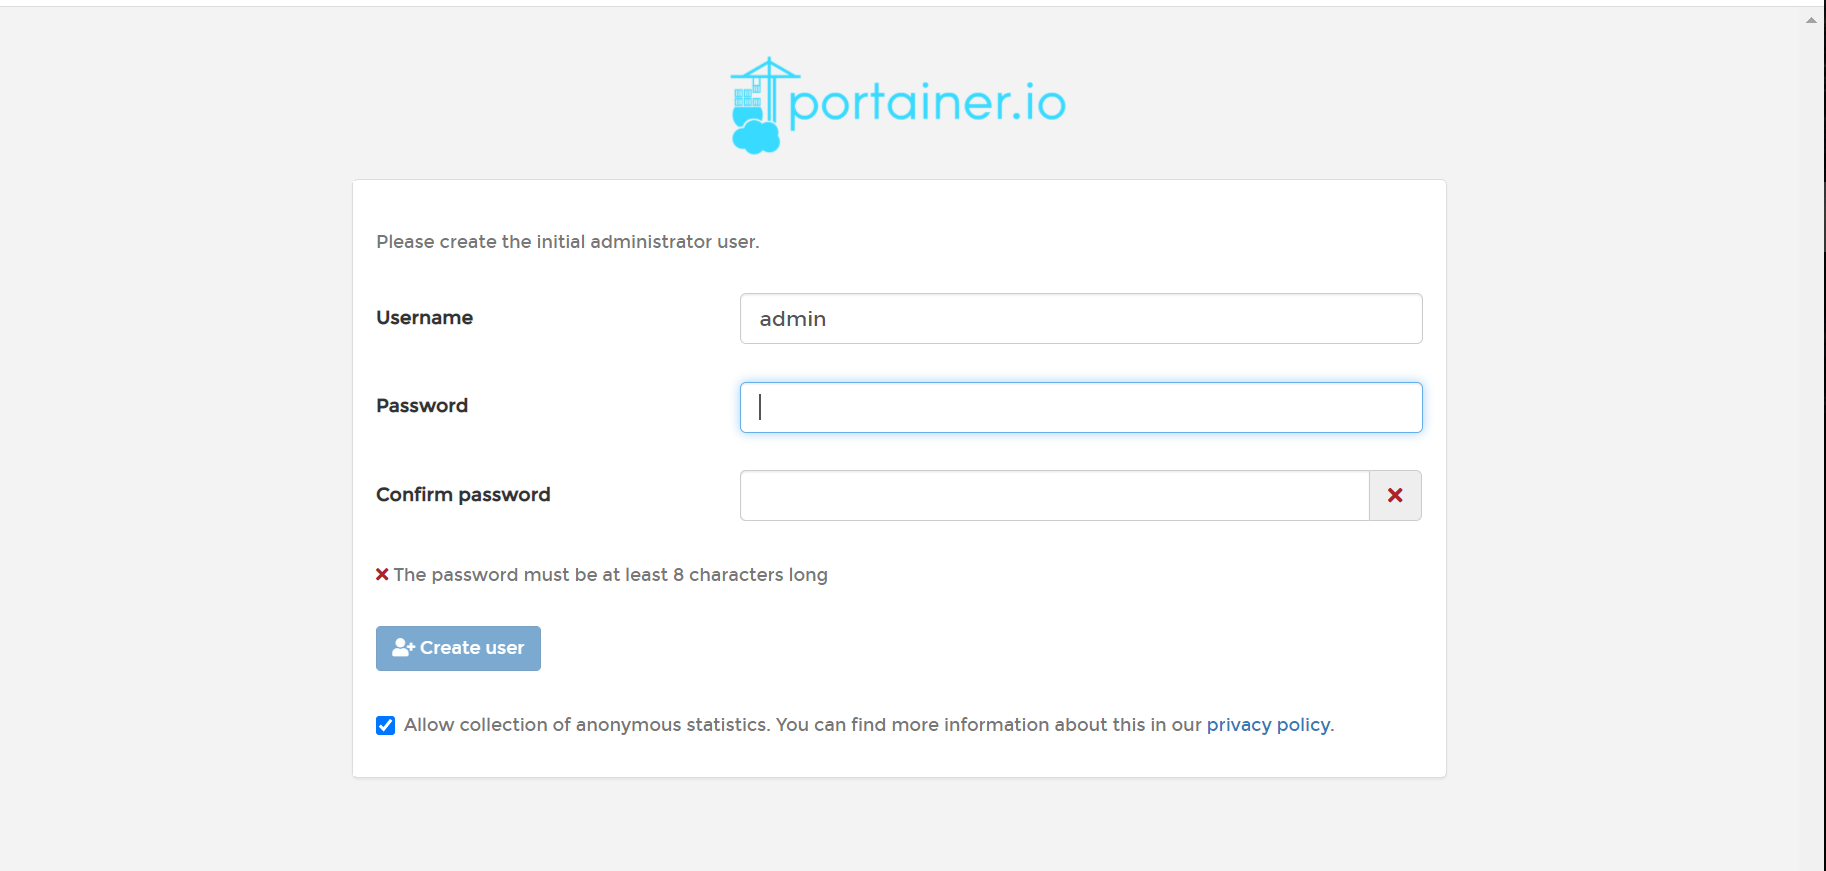 portainer.io
Please create the initial administrator user.
Username
admin
Password
Confirm password
The password must be at least 8 characters long
Create user
Allow collection of anonymous statistics. You can find more information about this in our privacy policy.